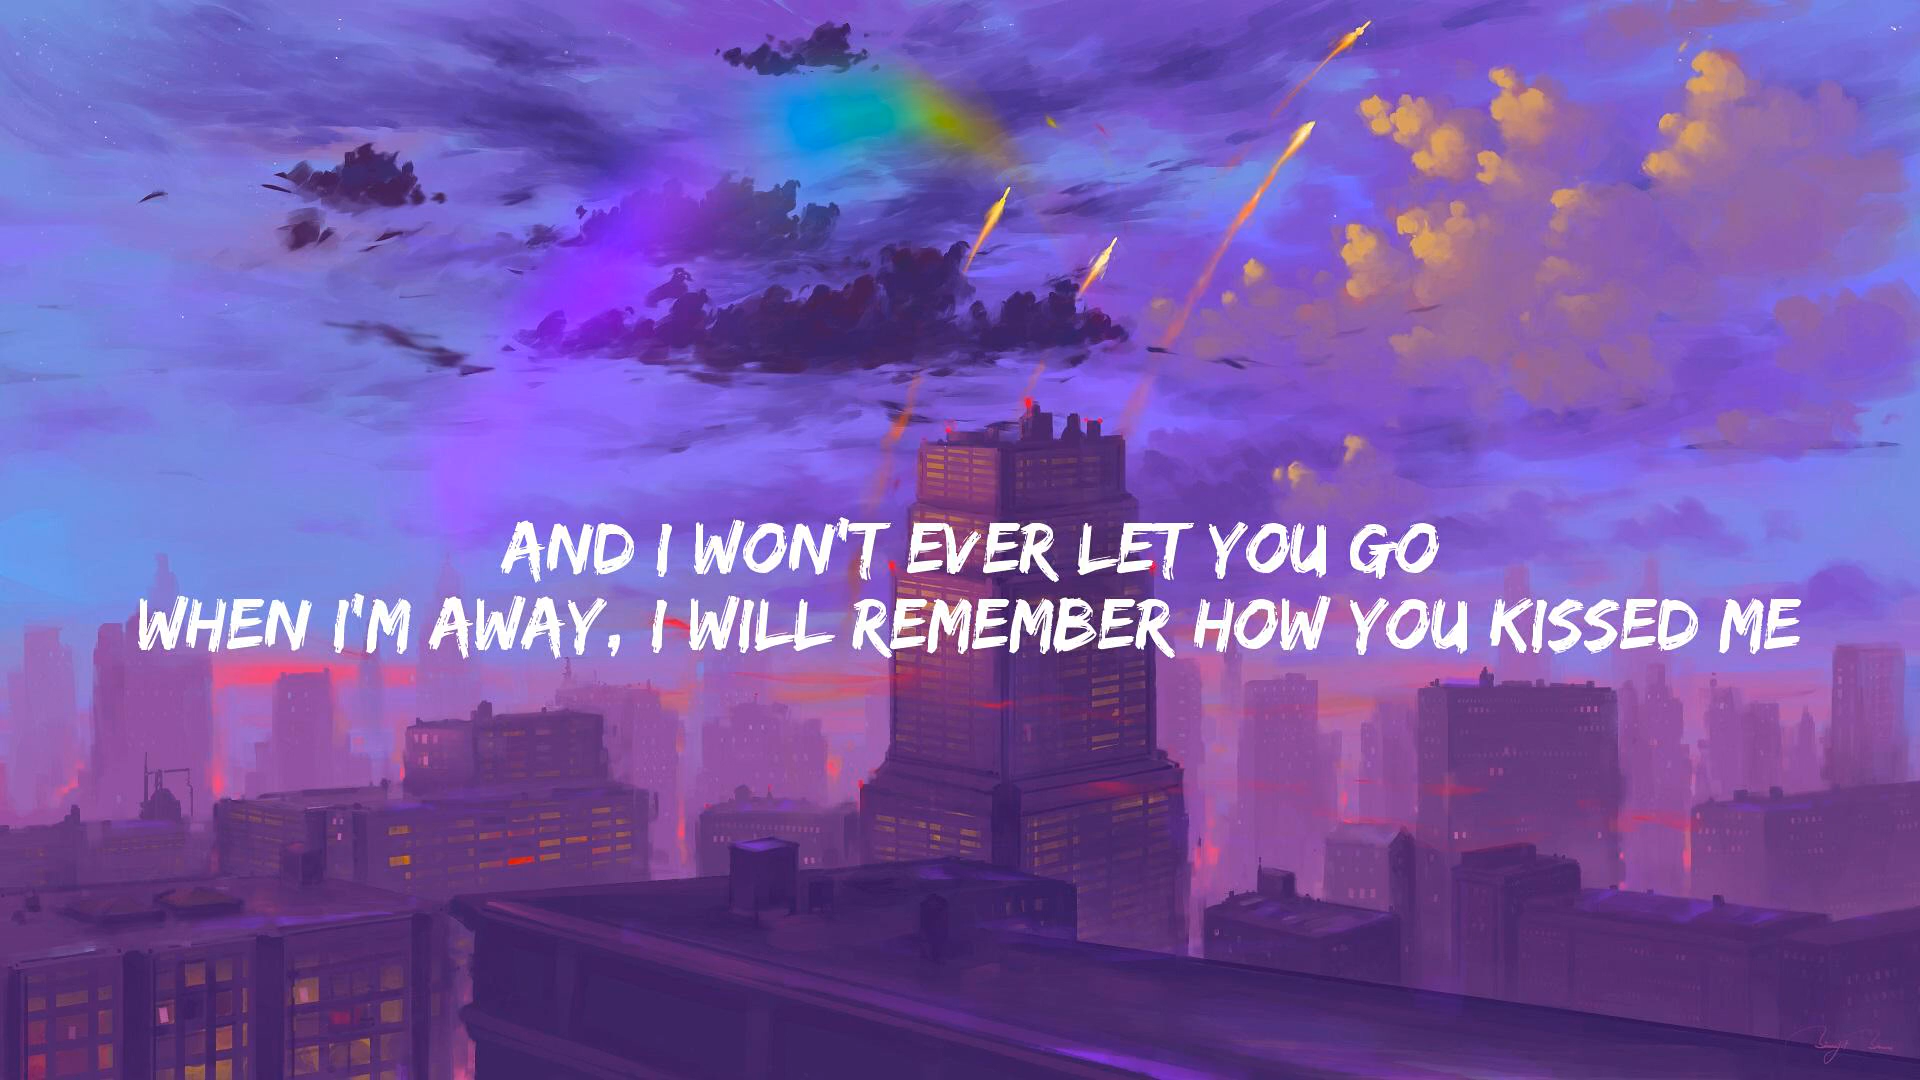 AND I WON'T EVER LET YOU GO
WHEN I'M AWAY, I WILL REMEMBER HOW YOU KISSED ME